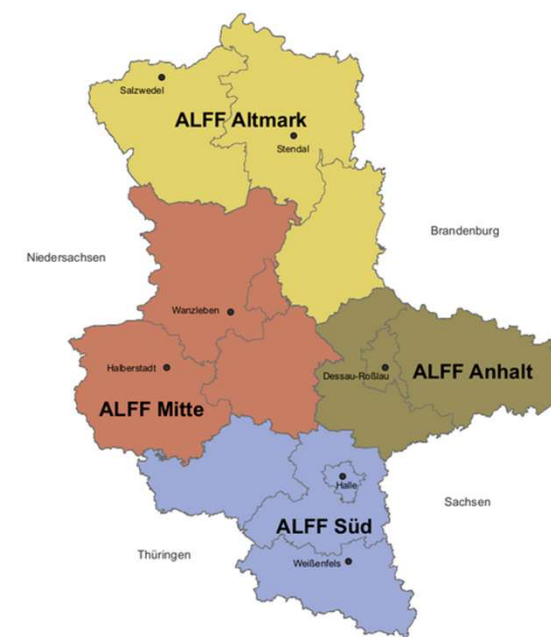 Salzwedel
ALFF Altmark
Stendal
Brandenburg
Niedersachsen
Wanzleben
Halberstadt
Dessau-Roßlau
ALFF Anhalt
ALFF Mitte
Halle
Sachsen
ALFF Süd
Thüringen
Weißenfels